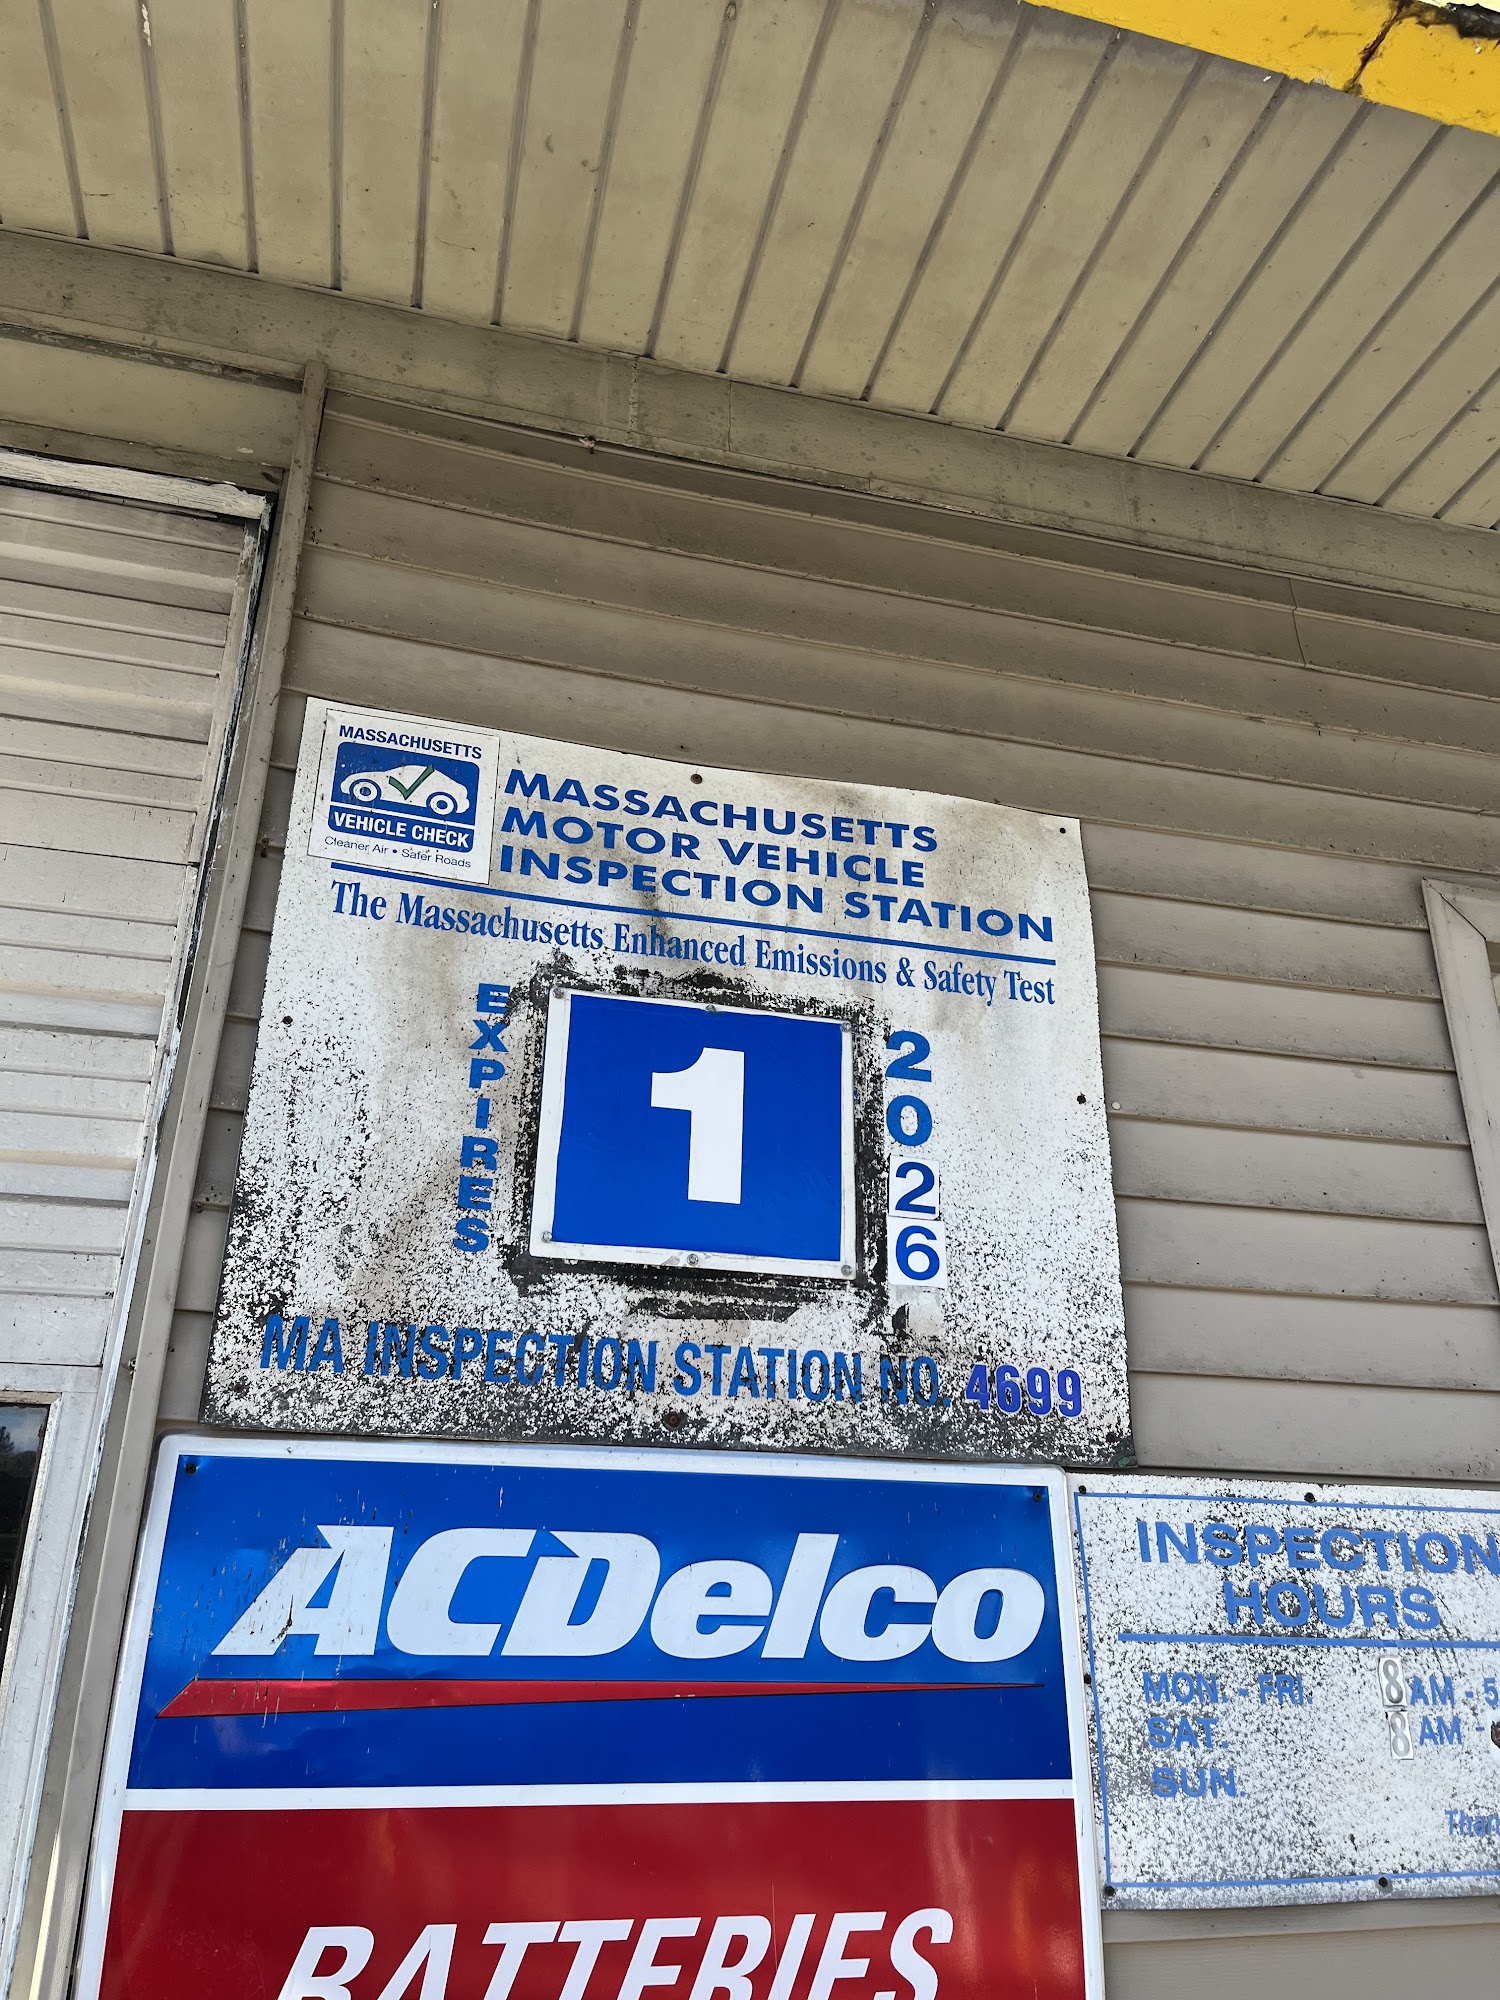 MASSACHUSETTS
VEHICLE CHECK
Cleaner Air • Safer Roads
MASSACHUSETTS
MOTOR VEHICLE
INSPECTION STATION
The Massachusetts Enhanced Emissions & Safety Test
EXPIRES
1
2026
MA INSPECTION STATION NO. 4699
ACDelco
BATTERIES
INSPECTION
HOURS
MON. - FRI. 8 AM - 5
SAT. 8 AM -
SUN.